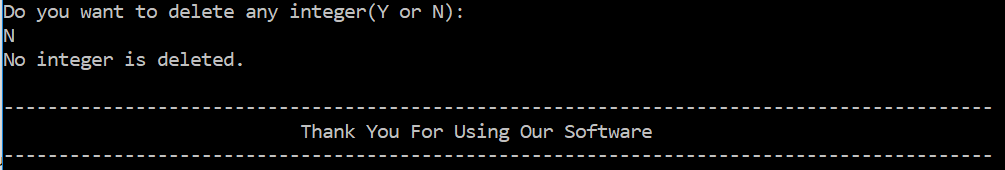 Do you want to delete any integer(Y or N):
N
No integer is deleted.
------------------------------------------------------------------------------------------
Thank You For Using Our Software
------------------------------------------------------------------------------------------